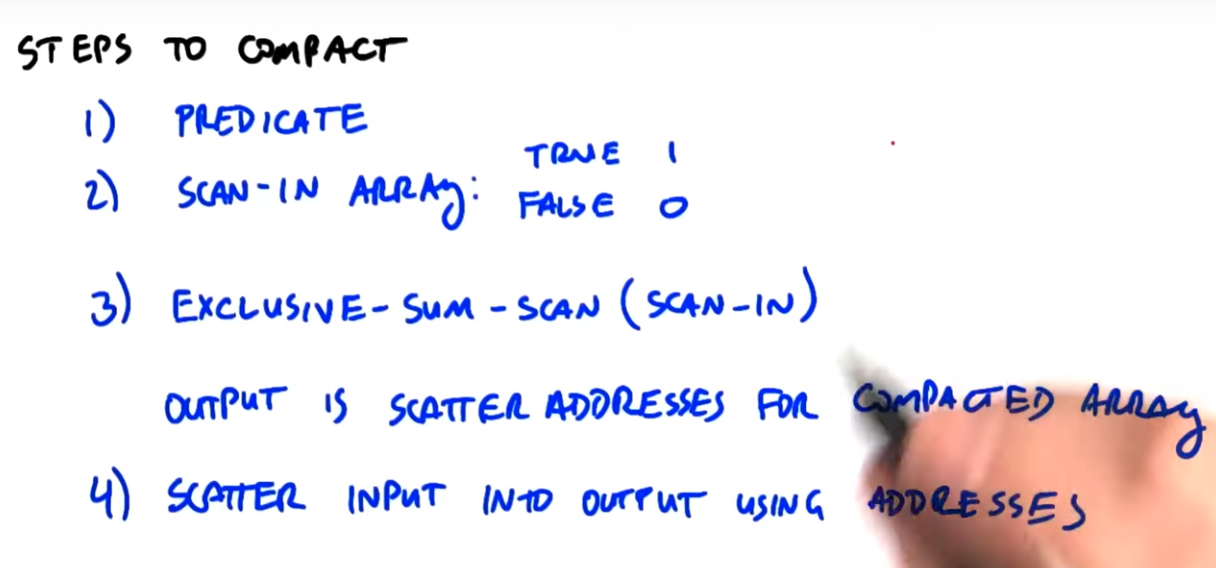 STEPS TO COMPACT
1) PREDICATE
2) SCAN-IN ARRAY: TRUE 1
FALSE 0
3) EXCLUSIVE-SUM-SCAN (SCAN-IN)
OUTPUT IS SCATTER ADDRESSES FOR COMPACTED ARRAY
4) SCATTER INPUT INTO OUTPUT USING ADDRESSES